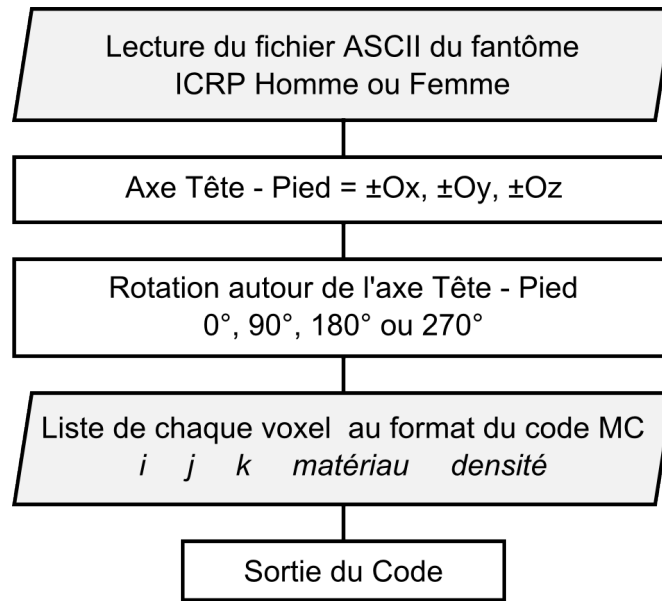 Lecture du fichier ASCII du fantôme
ICRP Homme ou Femme
Axe Tête - Pied = ±Ox, ±Oy, ±Oz
Rotation autour de l'axe Tête - Pied
0°, 90°, 180° ou 270°
Liste de chaque voxel au format du code MC
i j k matériau densité
Sortie du Code